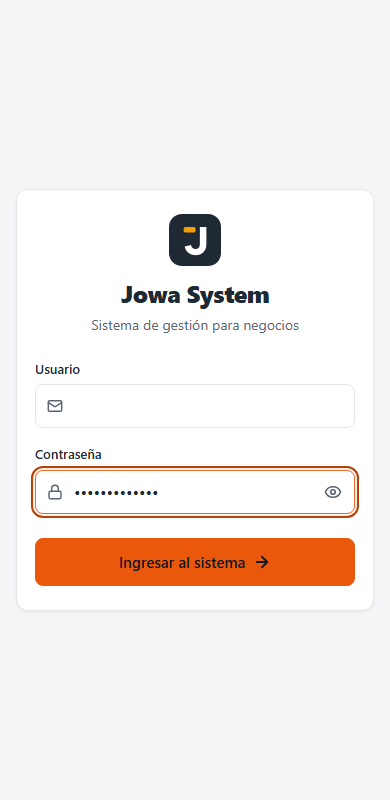 J
Jowa System
Sistema de gestión para negocios
Usuario
Contraseña
•••••••••••••
Ingresar al sistema →